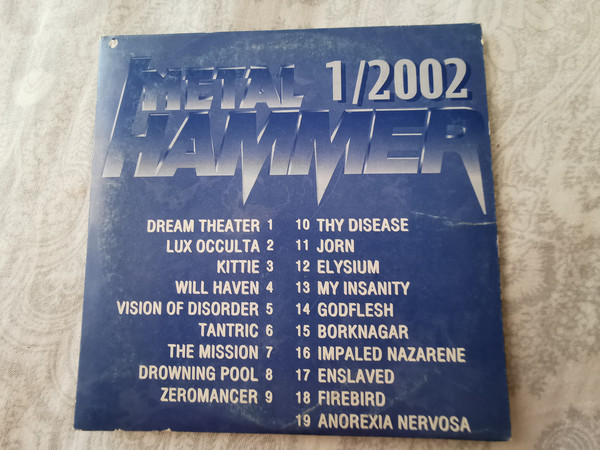 METAL HAMMER 1/2002
DREAM THEATER 1
LUX OCCULTA 2
KITTIE 3
WILL HAVEN 4
VISION OF DISORDER 5
TANTRIC 6
THE MISSION 7
DROWNING POOL 8
ZEROMANCER 9
10 THY DISEASE
11 JORN
12 ELYSIUM
13 MY INSANITY
14 GODFLESH
15 BORKNAGAR
16 IMPALED NAZARENE
17 ENSLAVED
18 FIREBIRD
19 ANOREXIA NERVOSA